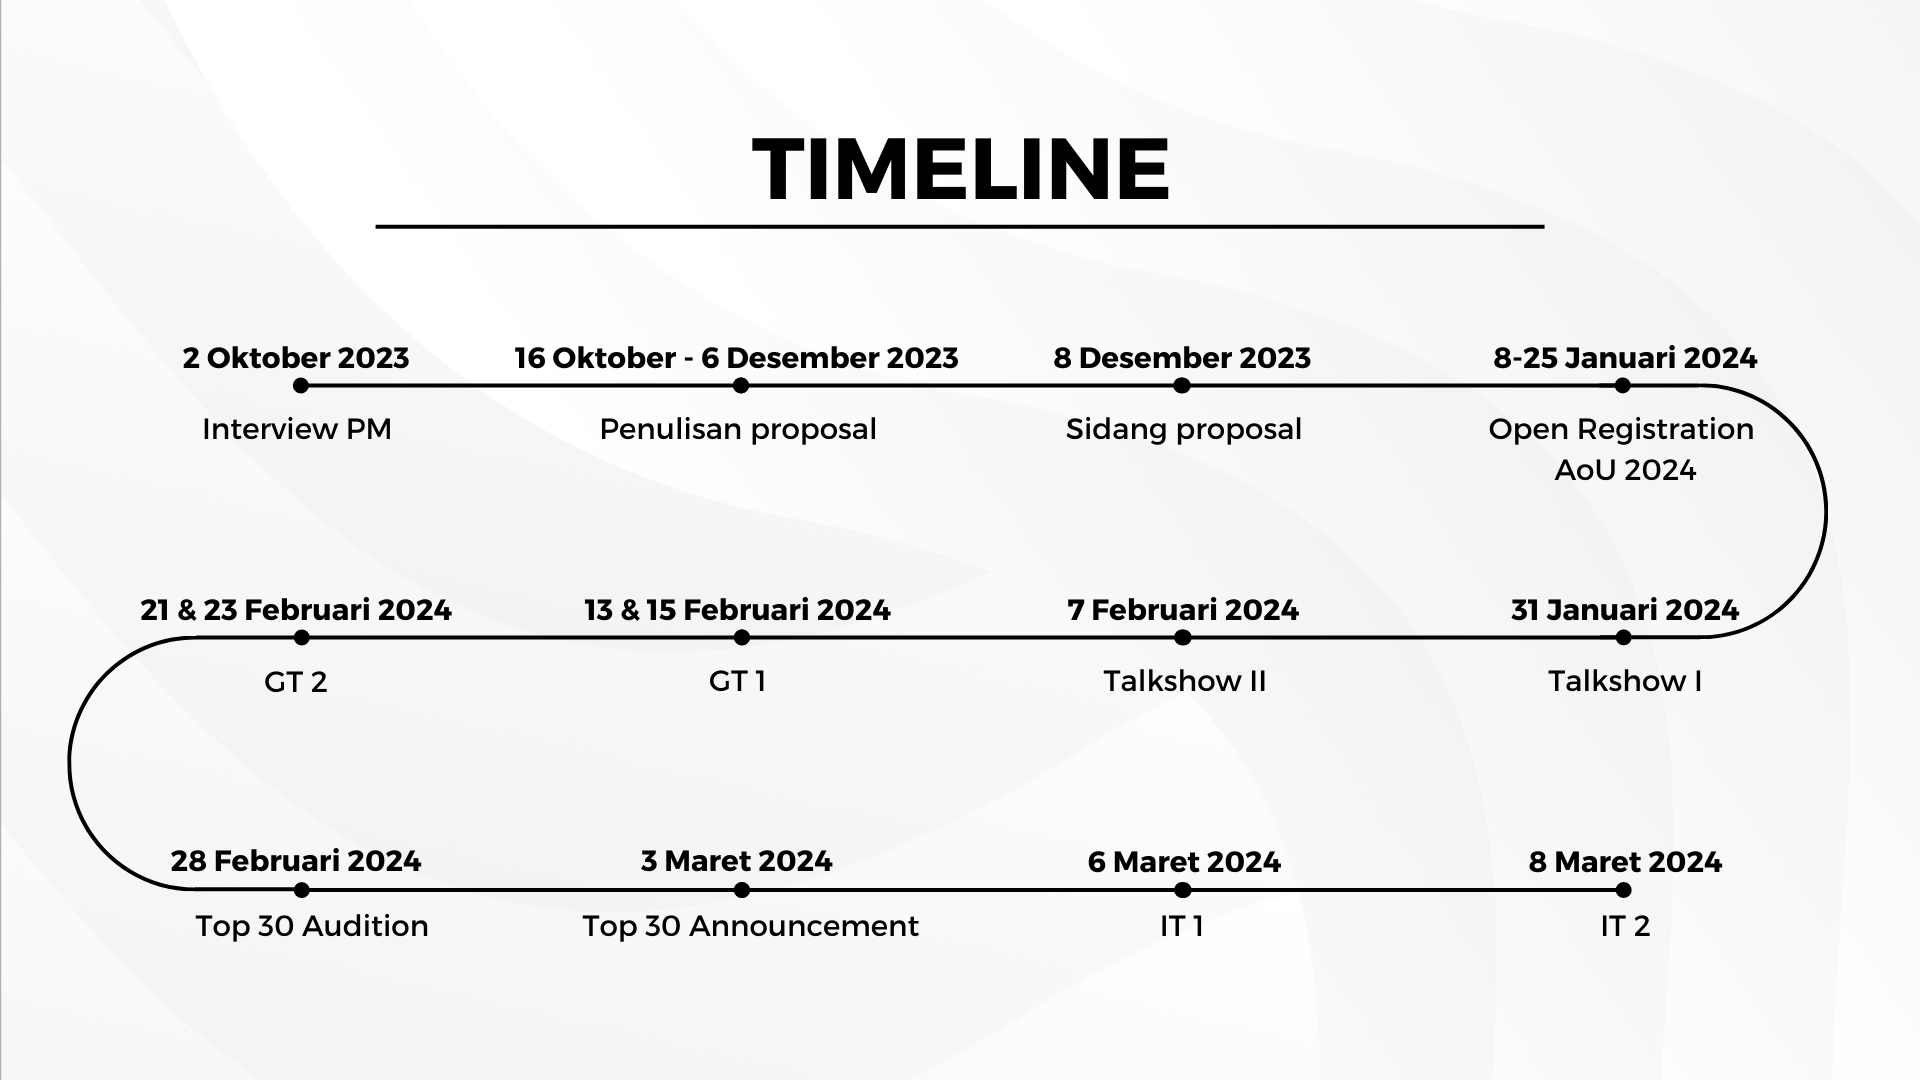 TIMELINE
2 Oktober 2023
Interview PM
16 Oktober - 6 Desember 2023
Penulisan proposal
8 Desember 2023
Sidang proposal
8-25 Januari 2024
Open Registration
AoU 2024
31 Januari 2024
Talkshow I
7 Februari 2024
Talkshow II
13 & 15 Februari 2024
GT 1
21 & 23 Februari 2024
GT 2
28 Februari 2024
Top 30 Audition
3 Maret 2024
Top 30 Announcement
6 Maret 2024
IT 1
8 Maret 2024
IT 2